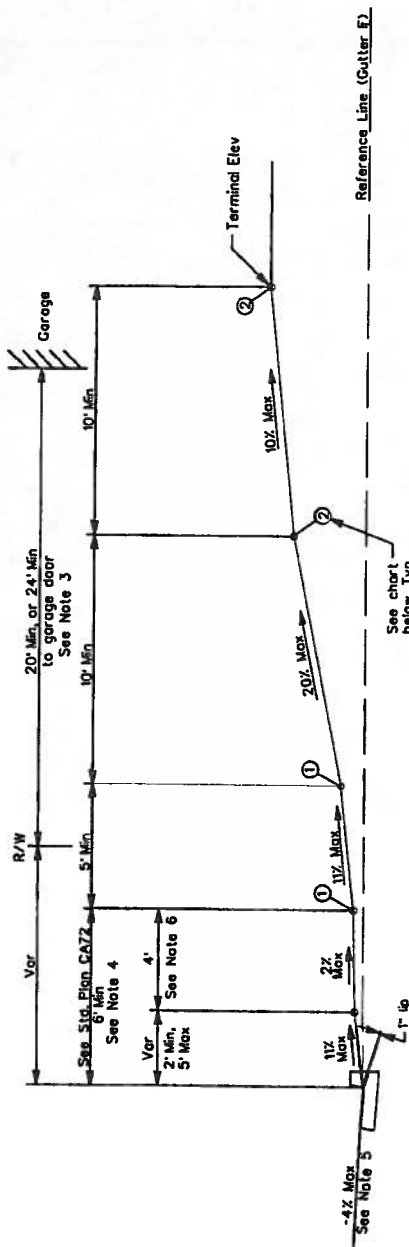 20' Min, or 24' Min
to garage door
See Note 3
Garage
R/W
Var
10' Min
10' Min
5' Min
See Std. Plan CA72
6' Min
See Note 4
4'
See Note 6
Var
2' Min,
5' Max
Terminal Elev
2
10% Max
2
See chart
below Typ
20% Max
1
11% Max
1
2%
Max
11%
Max
1" lip
-4% Max
See Note 5
Reference Line (Gutter FL)